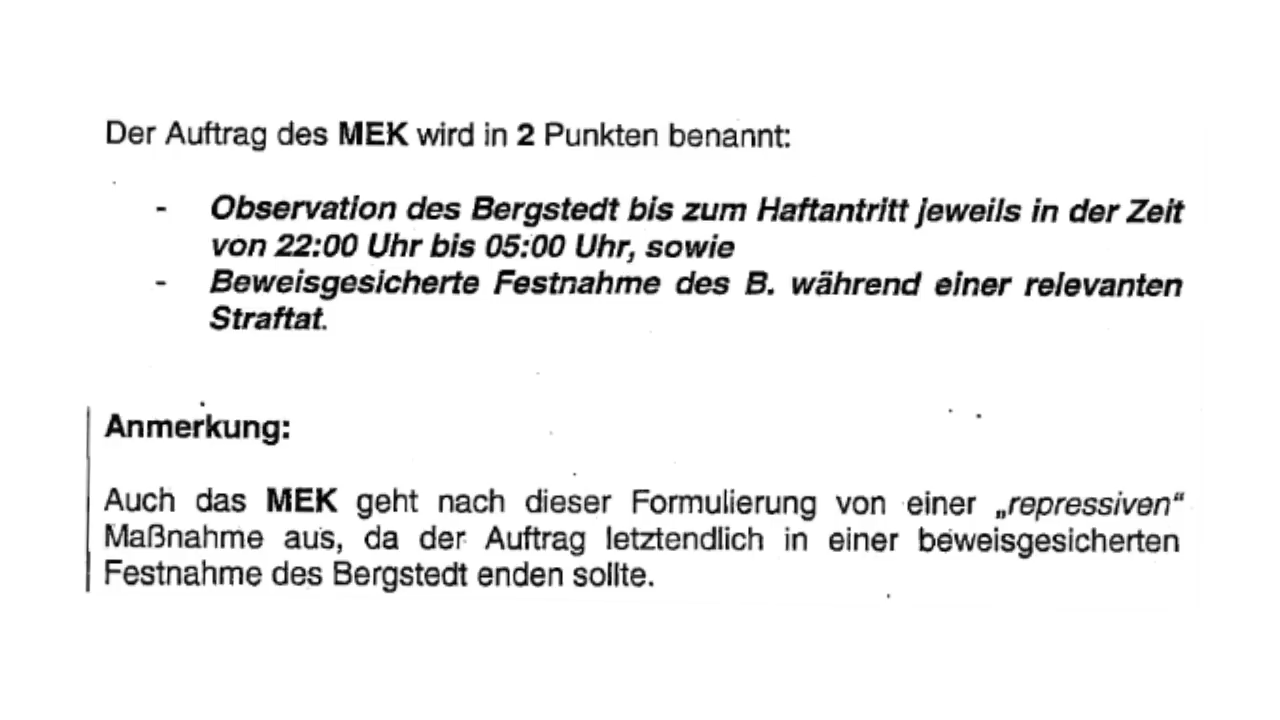 Der Auftrag des MEK wird in 2 Punkten benannt:
- Observation des Bergstedt bis zum Haftantritt jeweils in der Zeit
von 22:00 Uhr bis 05:00 Uhr, sowie
- Beweisgesicherte Festnahme des B. während einer relevanten
Straftat.
Anmerkung:
Auch das MEK geht nach dieser Formulierung von einer „repressiven“
Maßnahme aus, da der Auftrag letztendlich in einer beweisgesicherten
Festnahme des Bergstedt enden sollte.